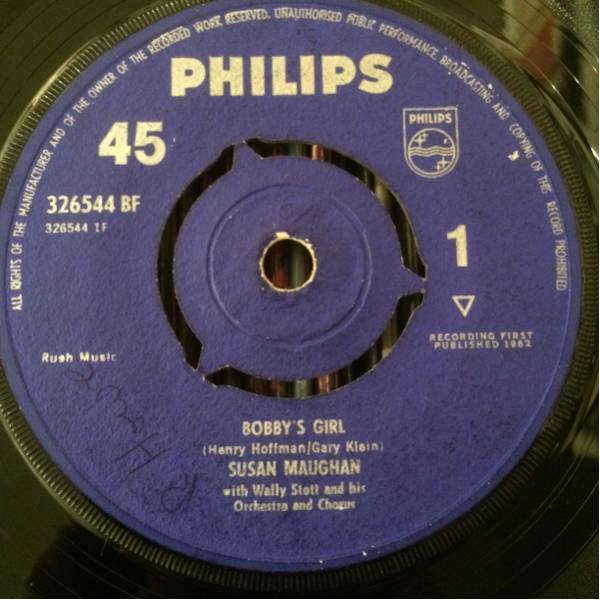 ALL RIGHTS OF THE MANUFACTURER AND OF THE OWNER OF THE RECORDED WORK RESERVED. UNAUTHORISED PUBLIC PERFORMANCE, BROADCASTING AND COPYING OF THIS RECORD PROHIBITED
PHILIPS
45
PHILIPS
326544 BF
326544 1F
1
RECORDING FIRST
PUBLISHED 1962
Rush Music
BOBBY'S GIRL
(Henry Hoffman/Gary Klein)
SUSAN MAUGHAN
with Wally Stott and his
Orchestra and Chorus